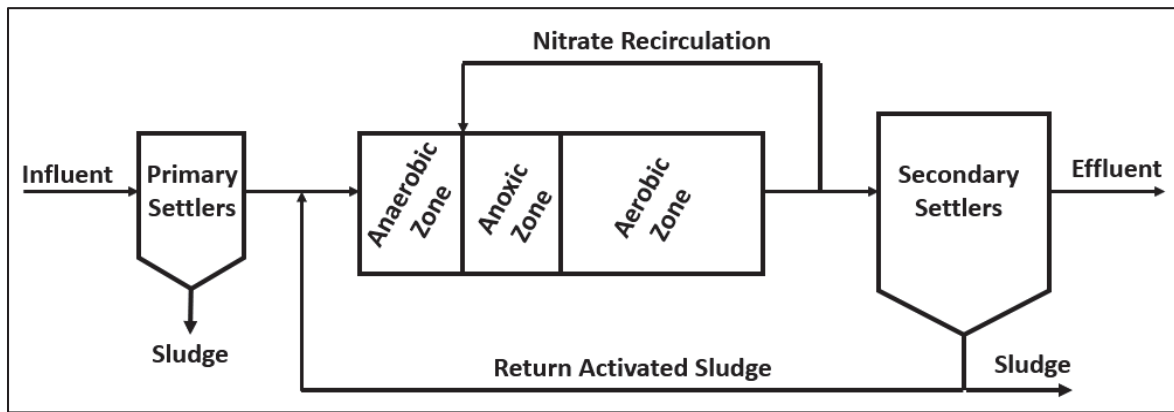 Nitrate Recirculation
Influent
Primary
Settlers
Anaerobic
Zone
Anoxic
Zone
Aerobic
Zone
Secondary
Settlers
Effluent
Sludge
Return Activated Sludge
Sludge